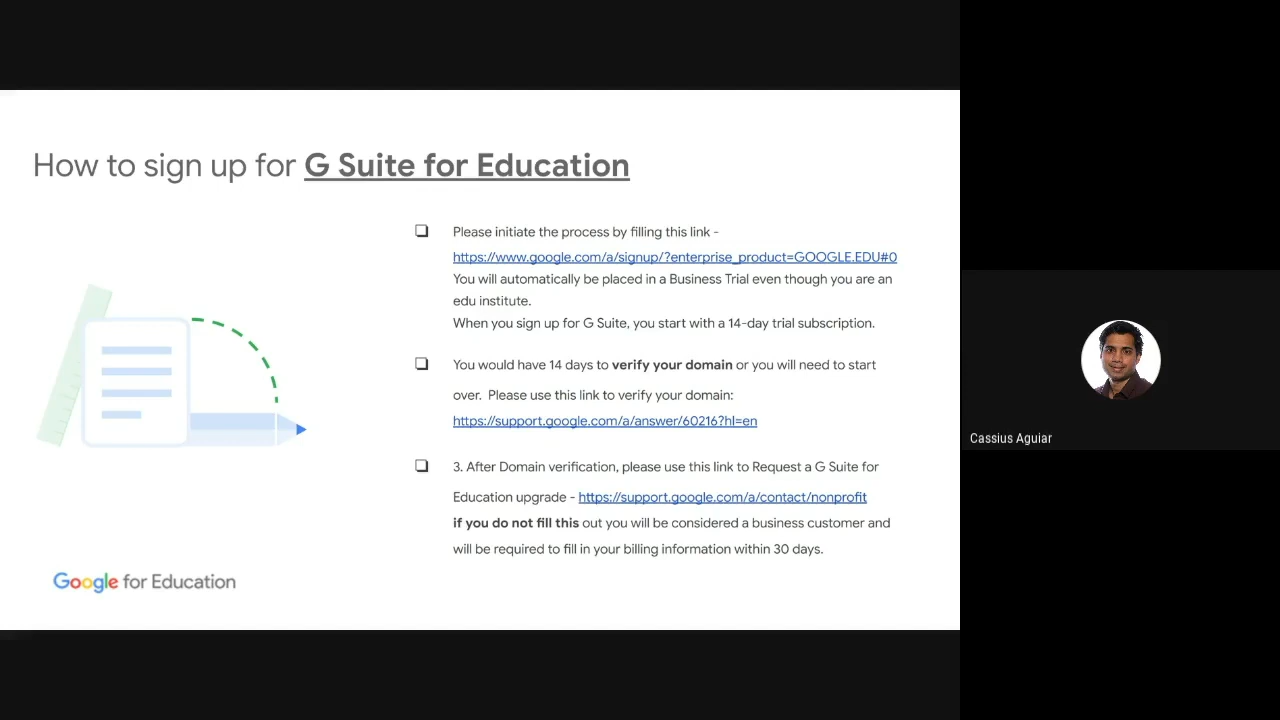 How to sign up for G Suite for Education
Please initiate the process by filling this link -
https://www.google.com/a/signup/?enterprise_product=GOOGLE.EDU#0
You will automatically be placed in a Business Trial even though you are an
edu institute.
When you sign up for G Suite, you start with a 14-day trial subscription.
You would have 14 days to verify your domain or you will need to start
over. Please use this link to verify your domain:
https://support.google.com/a/answer/60216?hl=en
3. After Domain verification, please use this link to Request a G Suite for
Education upgrade - https://support.google.com/a/contact/nonprofit
if you do not fill this out you will be considered a business customer and
will be required to fill in your billing information within 30 days.
Google for Education
Cassius Aguiar